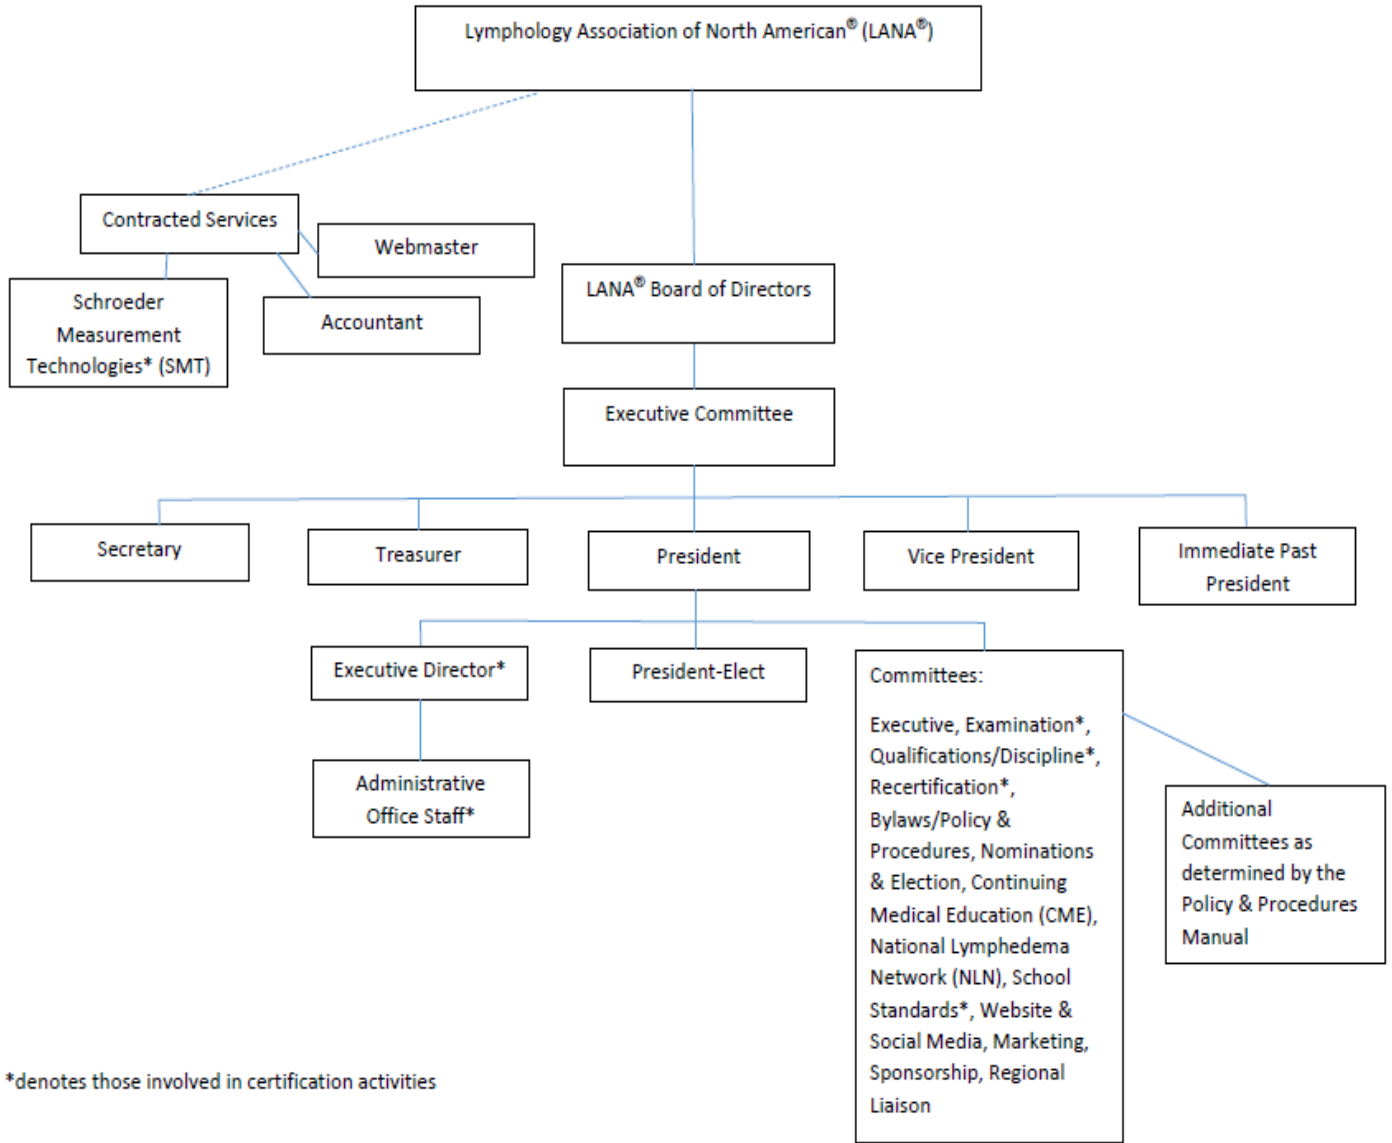 Lymphology Association of North American® (LANA®)
Contracted Services
Webmaster
Schroeder
Measurement
Technologies* (SMT)
Accountant
LANA® Board of Directors
Executive Committee
Secretary
Treasurer
President
Vice President
Immediate Past
President
Executive Director*
President-Elect
Administrative
Office Staff*
Committees:
Executive, Examination*,
Qualifications/Discipline*,
Recertification*,
Bylaws/Policy &
Procedures, Nominations
& Election, Continuing
Medical Education (CME),
National Lymphedema
Network (NLN), School
Standards*, Website &
Social Media, Marketing,
Sponsorship, Regional
Liaison
Additional
Committees as
determined by the
Policy & Procedures
Manual
*denotes those involved in certification activities